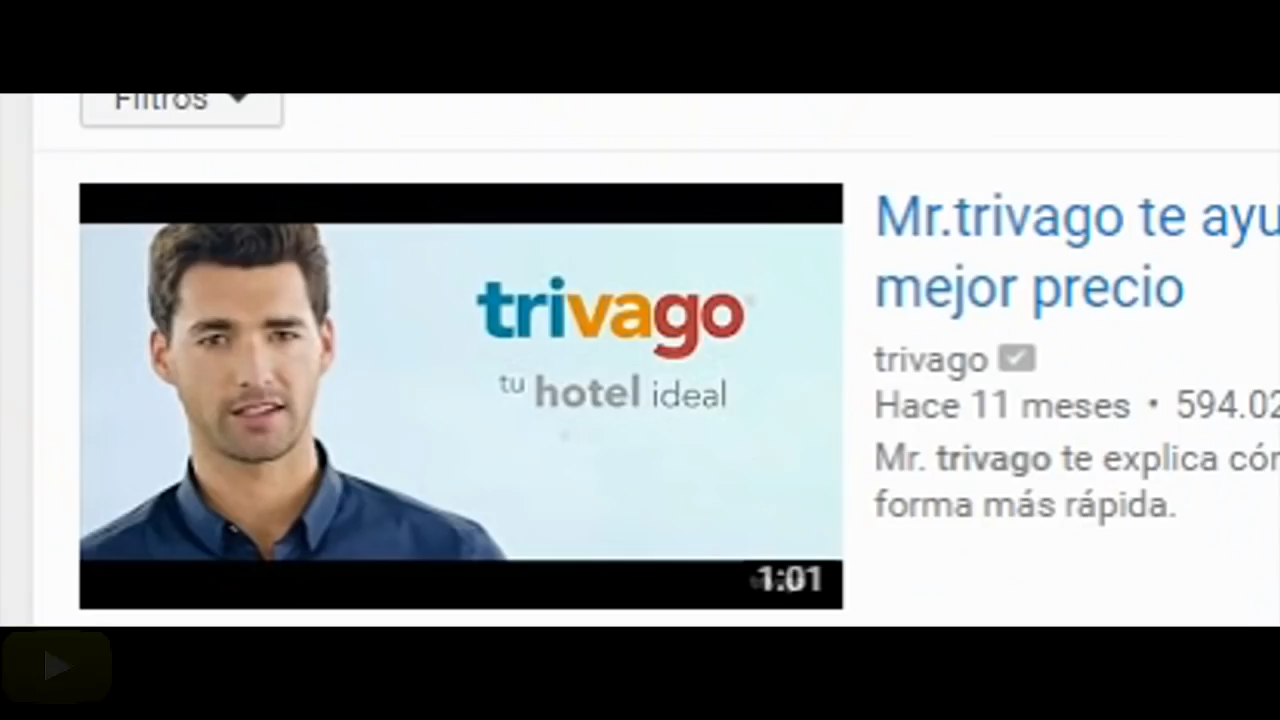 Filtros
trivago
tu hotel ideal
1:01
Mr.trivago te ayu
mejor precio
trivago
Hace 11 meses • 594.02
Mr. trivago te explica cór
forma más rápida.